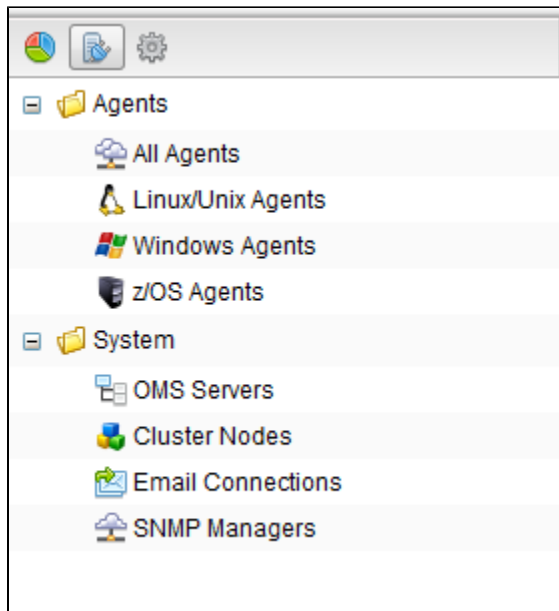 Agents
All Agents
Linux/Unix Agents
Windows Agents
z/OS Agents
System
OMS Servers
Cluster Nodes
Email Connections
SNMP Managers